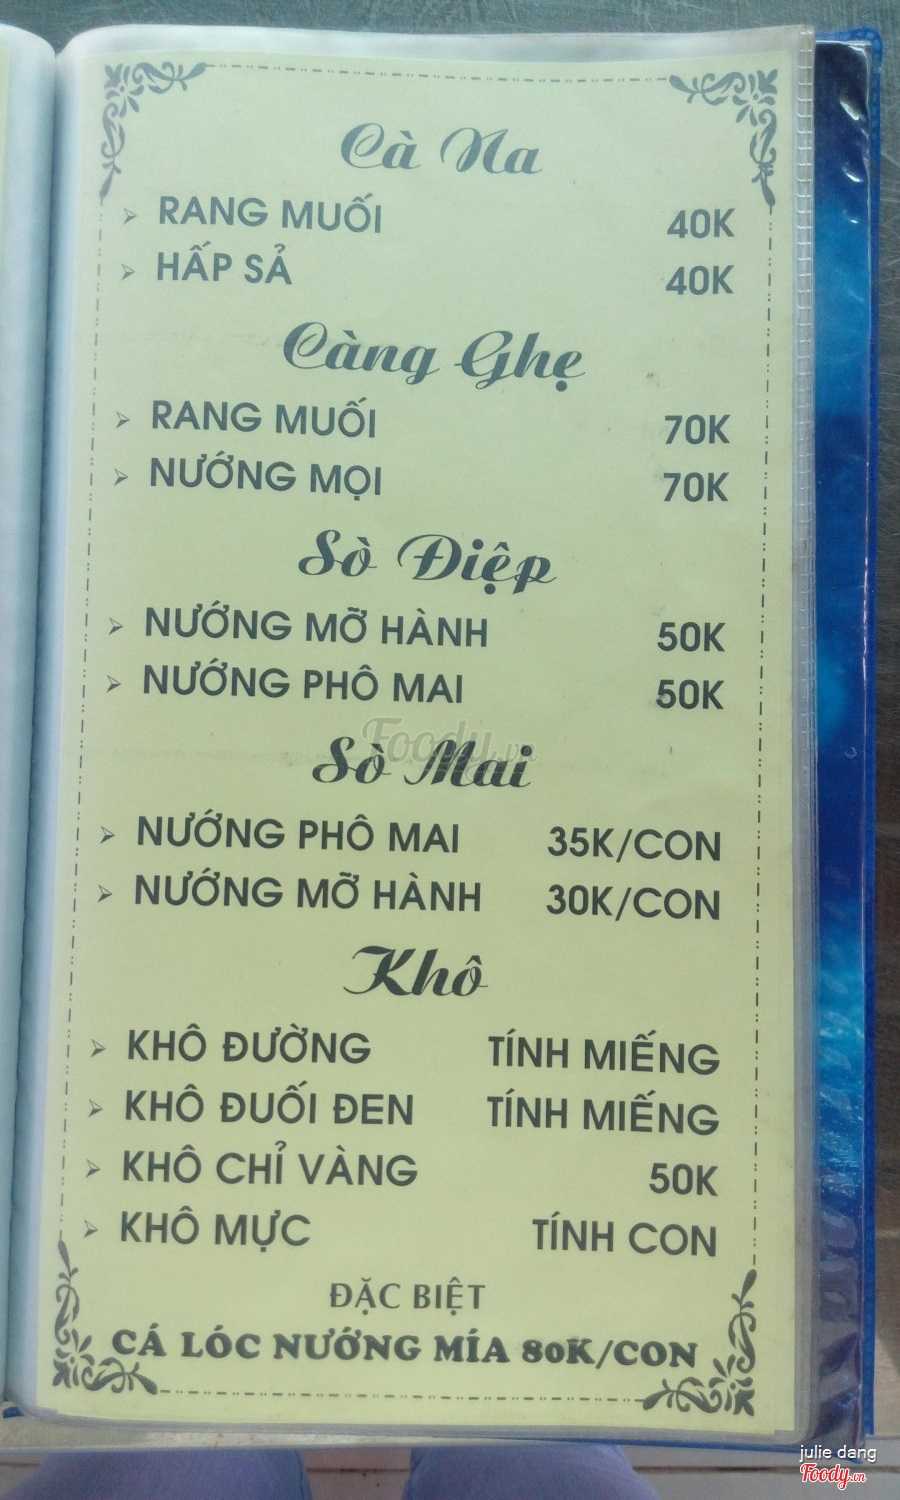 Cà Na
RANG MUỐI 40K
HẤP SẢ 40K
Càng Ghẹ
RANG MUỐI 70K
NƯỚNG MỌI 70K
Sò Điệp
NƯỚNG MỠ HÀNH 50K
NƯỚNG PHÔ MAI 50K
Foody.vn
Sò Mai
NƯỚNG PHÔ MAI 35K/CON
NƯỚNG MỠ HÀNH 30K/CON
Khô
KHÔ ĐƯỜNG TÍNH MIẾNG
KHÔ ĐUỐI ĐEN TÍNH MIẾNG
KHÔ CHỈ VÀNG 50K
KHÔ MỰC TÍNH CON
ĐẶC BIỆT
CÁ LÓC NƯỚNG MÍA 80K/CON
julie dang
Foody.vn